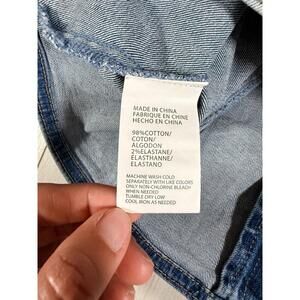 MADE IN CHINA
FABRIQUE EN CHINE
HECHO EN CHINA
98%COTTON/
COTON/
ALGODON
2%ELASTANE/
ELASTHANNE/
ELASTANO
MACHINE WASH COLD
SEPARATELY WITH LIKE COLORS
ONLY NON-CHLORINE BLEACH
WHEN NEEDED
TUMBLE DRY LOW
COOL IRON AS NEEDED